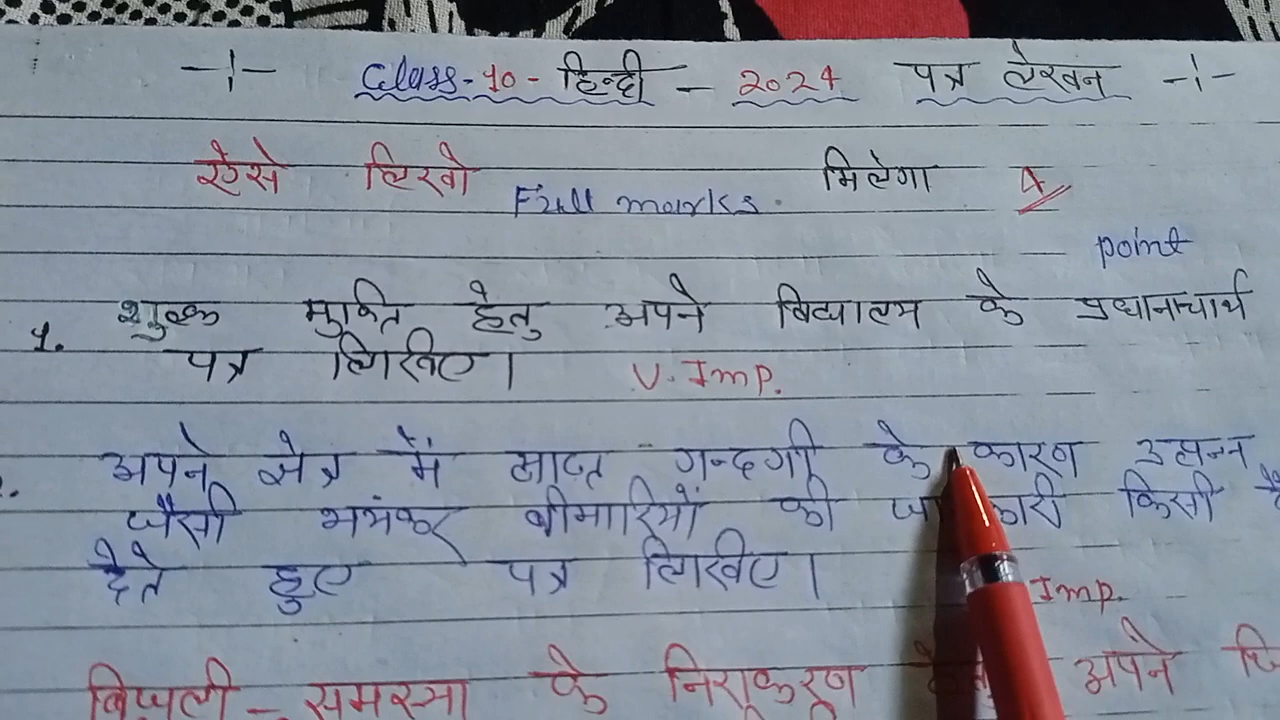 Class-10- हिन्दी - 2024 पत्र लेखन
ऐसे लिखो मिलेगा 4
Full marks.
point
1. शुल्क मुक्ति हेतु अपने विद्यालय के प्रधानाचार्य
पत्र लिखिए। V. Imp.
अपने क्षेत्र में व्याप्त गन्दगी के कारण उत्पन्न
जैसी भयंकर बीमारियों की किसी
देते हुए पत्र लिखिए।
Imp.
बिजली - समस्या के निराकरण अपने